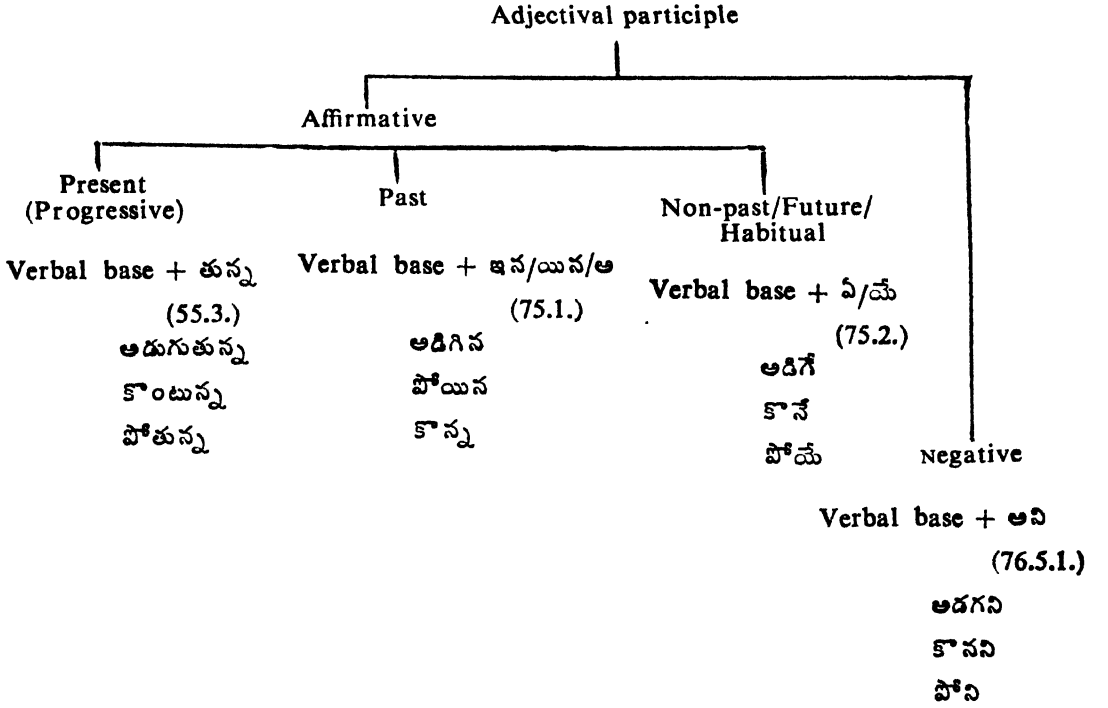 Adjectival participle
Affirmative
Present
(Progressive)
Verbal base + తున్న
(55.3.)
అడుగుతున్న
కొంటున్న
పోతున్న
Past
Verbal base + ఇన/యిన/అ
(75.1.)
అడిగిన
పోయిన
కొన్న
Non-past/Future/
Habitual
Verbal base + ఏ/యే
(75.2.)
అడిగే
కొనే
పోయే
Negative
Verbal base + అని
(76.5.1.)
అడగని
కొనని
పోని